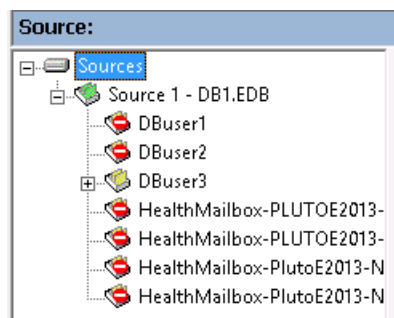 Source:
Sources
Source 1 - DB1.EDB
DBuser1
DBuser2
DBuser3
HealthMailbox-PLUTOE2013-
HealthMailbox-PLUTOE2013-
HealthMailbox-PlutoE2013-N
HealthMailbox-PlutoE2013-N